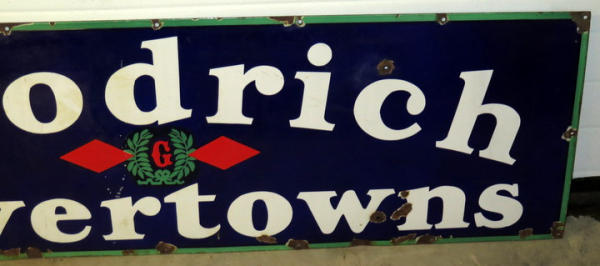 odrich
G
vertowns